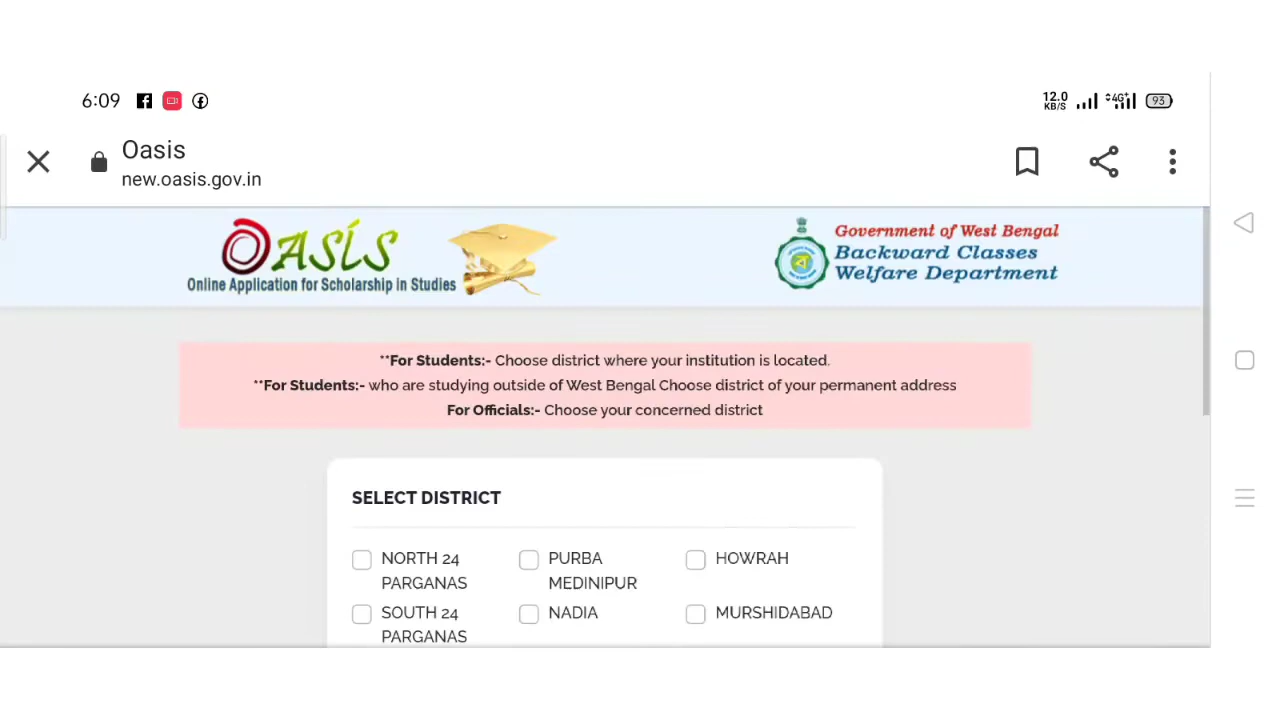 6:09
12.0
KB/S
4G+
93
Oasis
new.oasis.gov.in
OASIS
Online Application for Scholarship in Studies
Government of West Bengal
Backward Classes
Welfare Department
**For Students:- Choose district where your institution is located.
**For Students:- who are studying outside of West Bengal Choose district of your permanent address
For Officials:- Choose your concerned district
SELECT DISTRICT
NORTH 24 PARGANAS
PURBA MEDINIPUR
HOWRAH
SOUTH 24 PARGANAS
NADIA
MURSHIDABAD